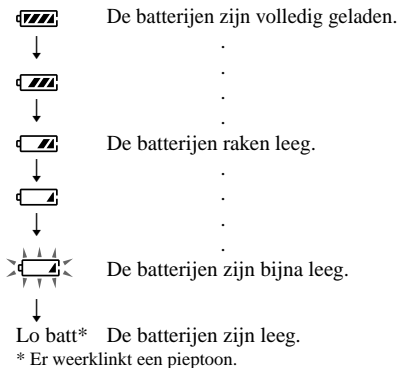 De batterijen zijn volledig geladen.
.
.
.
.
De batterijen raken leeg.
.
.
.
.
De batterijen zijn bijna leeg.
Lo batt* De batterijen zijn leeg.
* Er weerklinkt een pieptoon.